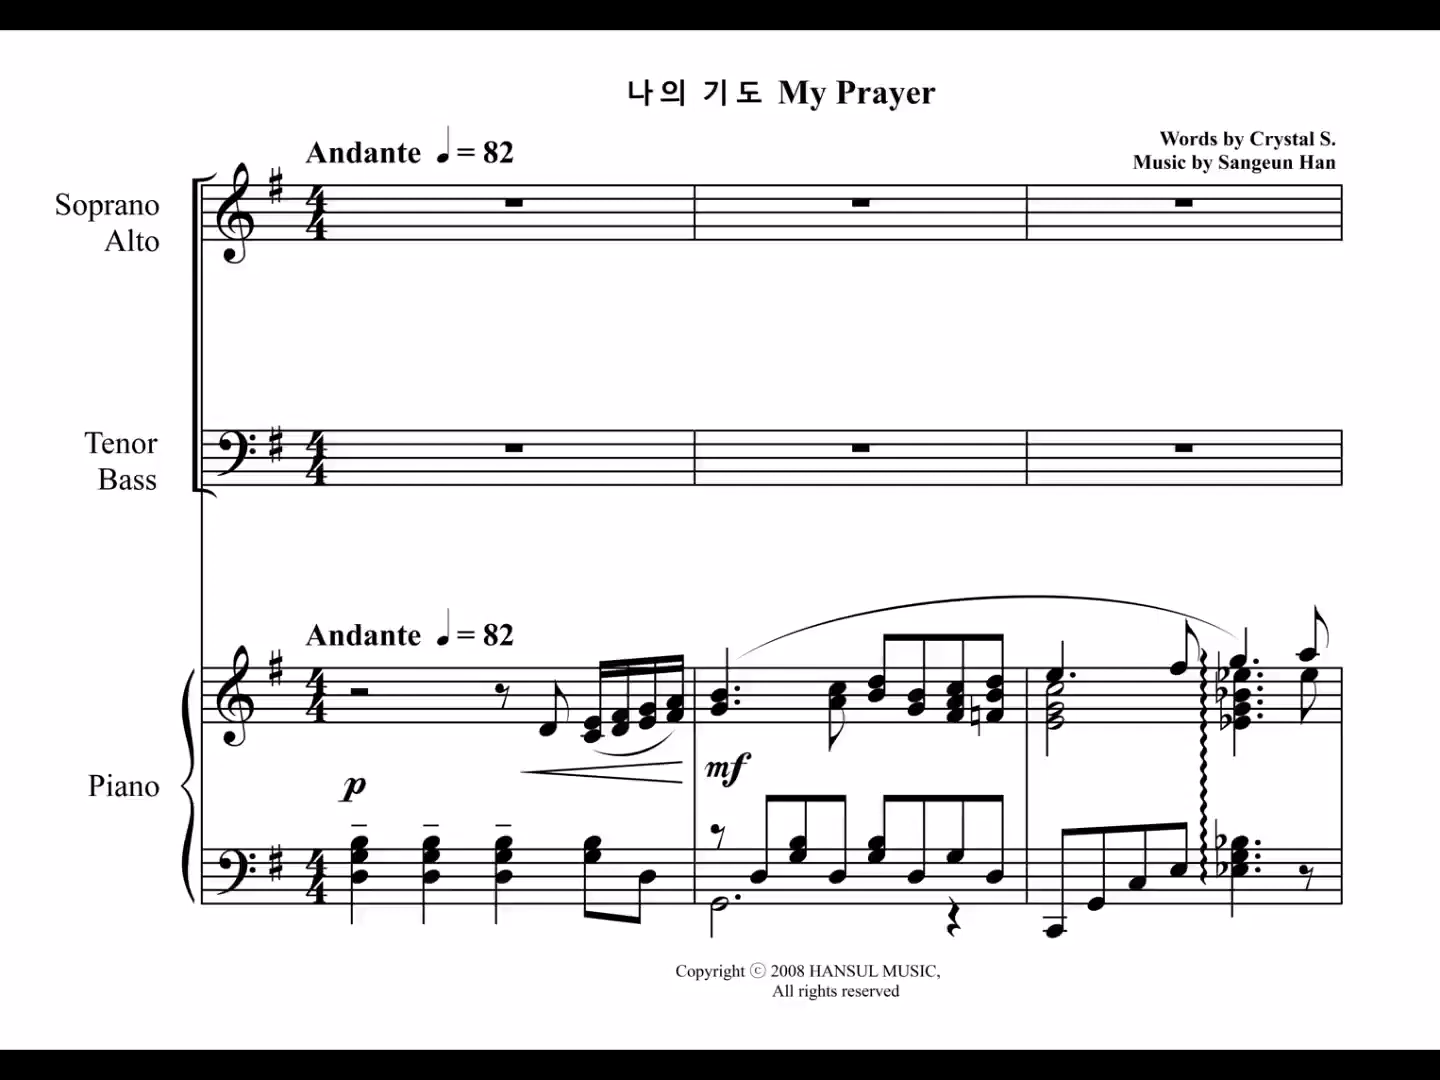 나의 기도 My Prayer
Words by Crystal S.
Music by Sangeun Han
Andante ♩ = 82
Soprano
Alto
Tenor
Bass
Andante ♩ = 82
Piano
p
mf
Copyright ⓒ 2008 HANSUL MUSIC,
All rights reserved